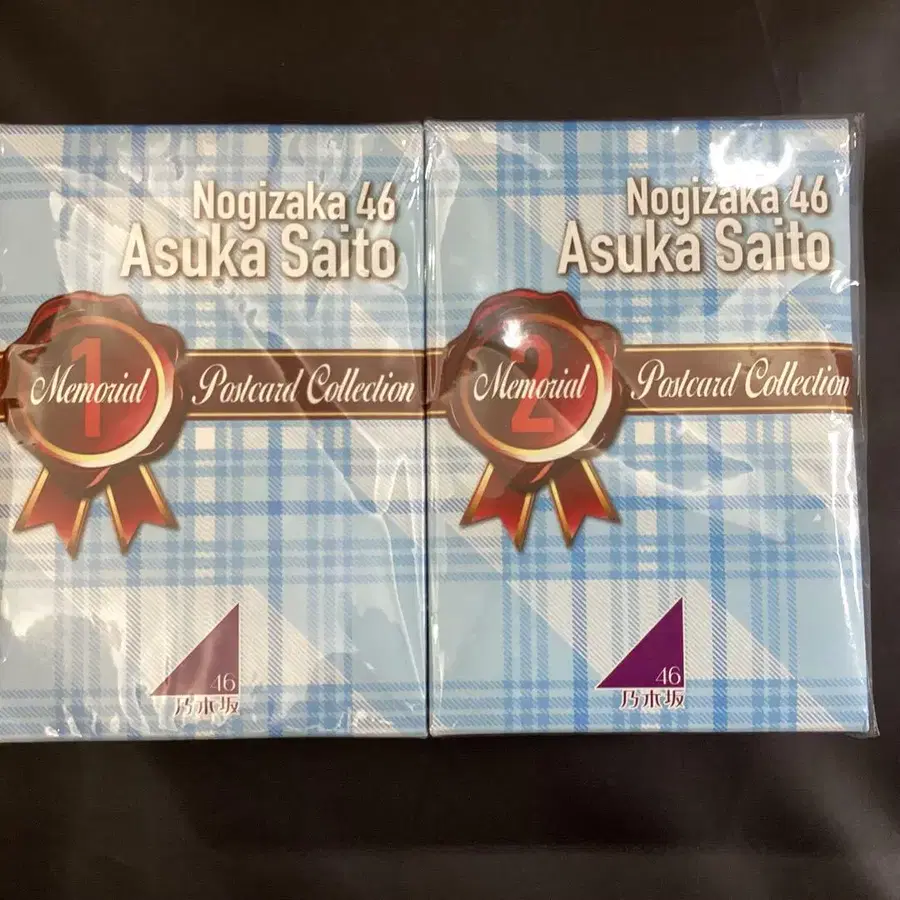 Nogizaka 46
Asuka Saito
1
Memorial
Postcard Collection
46
乃木坂
Nogizaka 46
Asuka Saito
2
Memorial
Postcard Collection
46
乃木坂